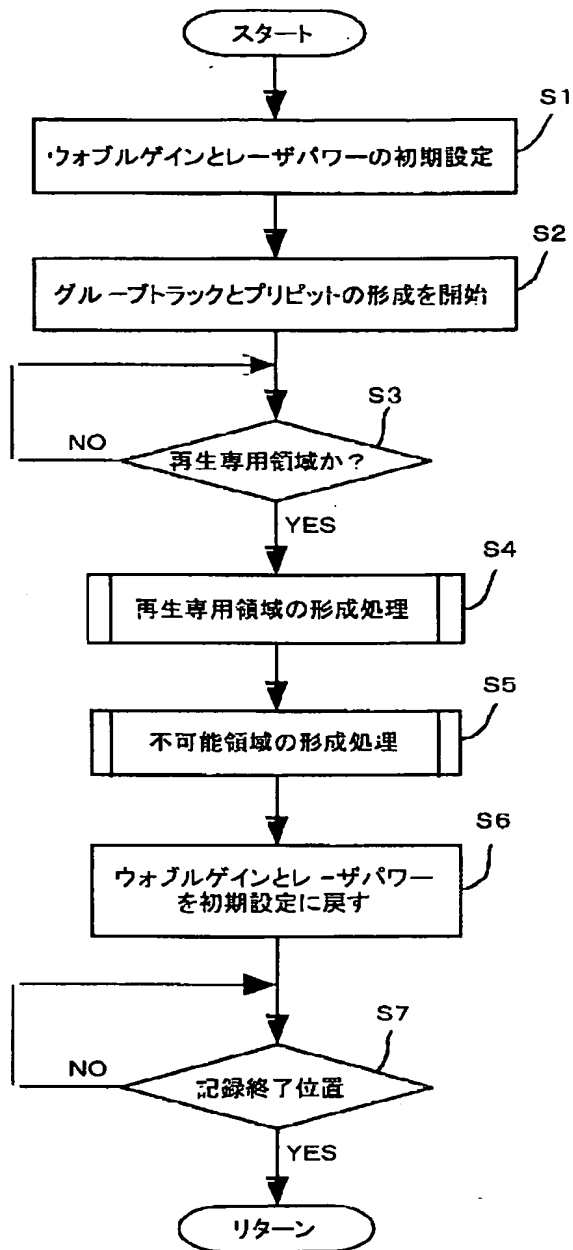 スタート
S1
ウォブルゲインとレーザパワーの初期設定
S2
グルーブトラックとプリピットの形成を開始
S3
NO
再生専用領域か？
YES
S4
再生専用領域の形成処理
S5
不可能領域の形成処理
S6
ウォブルゲインとレーザパワー
を初期設定に戻す
S7
NO
記録終了位置
YES
リターン